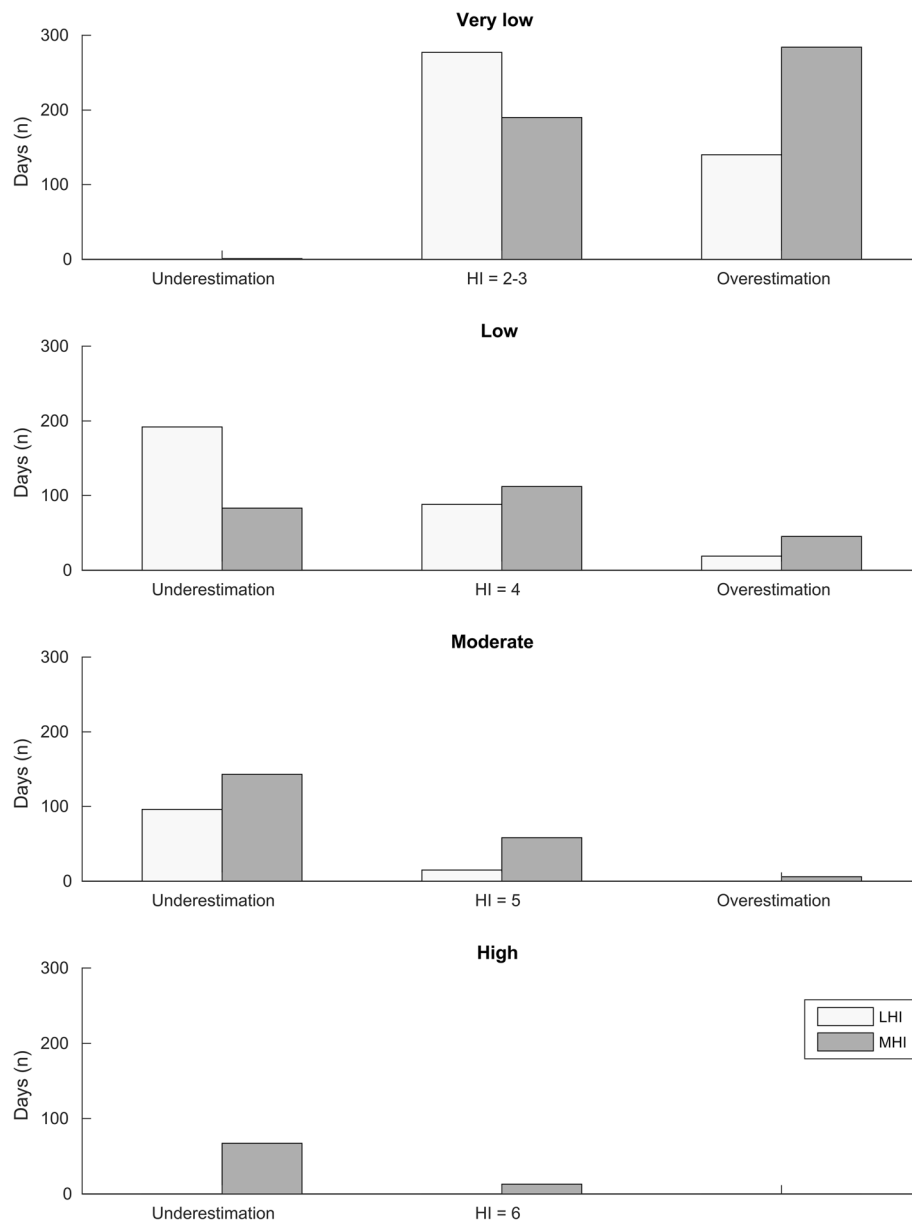 Very low
300
200
100
0
Days (n)
Underestimation HI = 2-3 Overestimation
Low
300
200
100
0
Days (n)
Underestimation HI = 4 Overestimation
Moderate
300
200
100
0
Days (n)
Underestimation HI = 5 Overestimation
High
300
200
100
0
Days (n)
LHI
MHI
Underestimation HI = 6